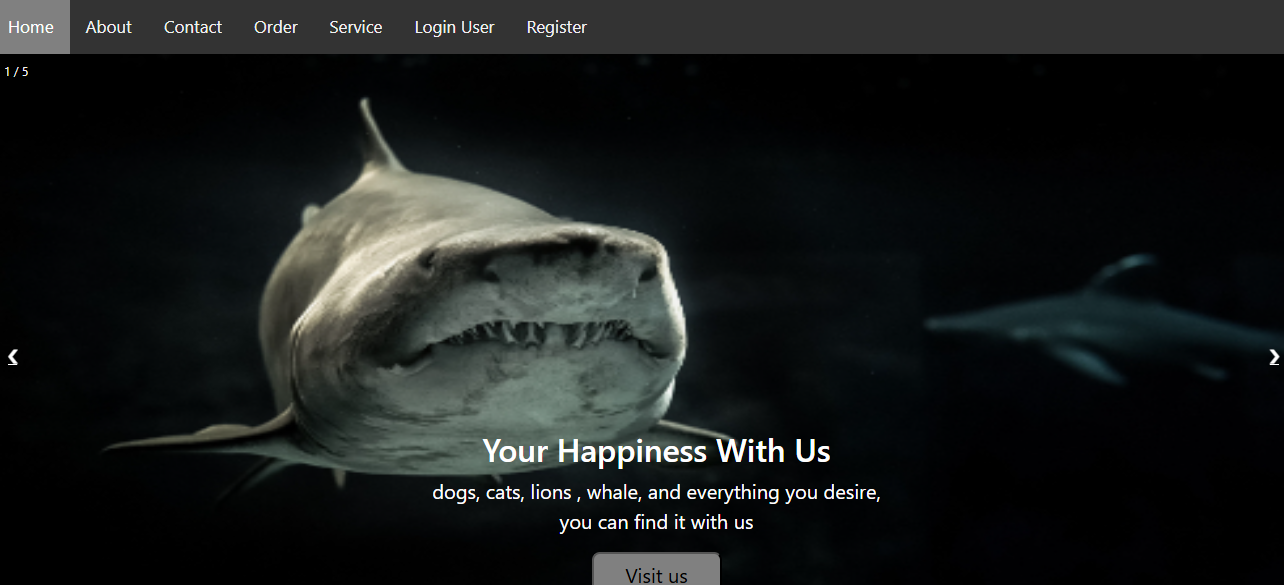 Home About Contact Order Service Login User Register
1 / 5
❮ ❯
Your Happiness With Us
dogs, cats, lions , whale, and everything you desire,
you can find it with us
Visit us